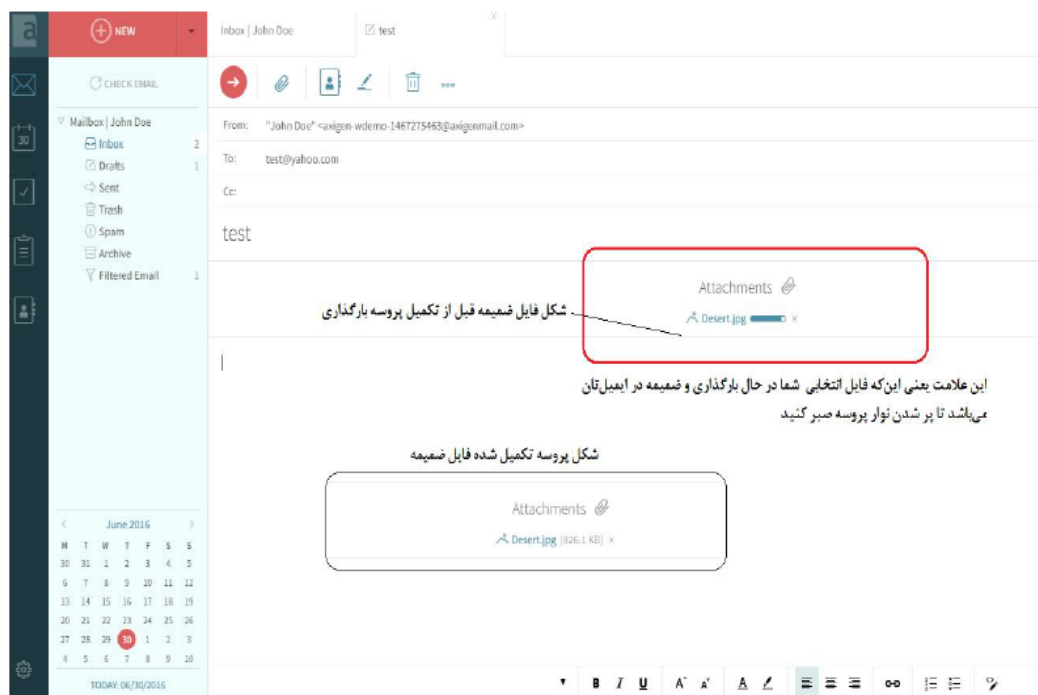 a
NEW
Inbox | John Doe
test
X
CHECK EMAIL
Mailbox | John Doe
Inbox 2
Drafts 1
Sent
Trash
Spam
Archive
Filtered Email 1
30
From: "John Doe" <axigen-wdemo-1467275463@axigenmail.com>
To: test@yahoo.com
Cc:
test
Attachments
Desert.jpg ×
شکل فایل ضمیمه قبل از تکمیل پروسه بارگذاری
این علامت یعنی این‌که فایل انتخابی شما در حال بارگذاری و ضمیمه در ایمیل‌تان
می‌باشد تا پر شدن نوار پروسه صبر کنید
شکل پروسه تکمیل شده فایل ضمیمه
Attachments
Desert.jpg (826.1 KB) ×
< June 2016 >
M T W T F S S
30 31 1 2 3 4 5
6 7 8 9 10 11 12
13 14 15 16 17 18 19
20 21 22 23 24 25 26
27 28 29 30 1 2 3
4 5 6 7 8 9 10
TODAY: 06/30/2016
B I U A A A